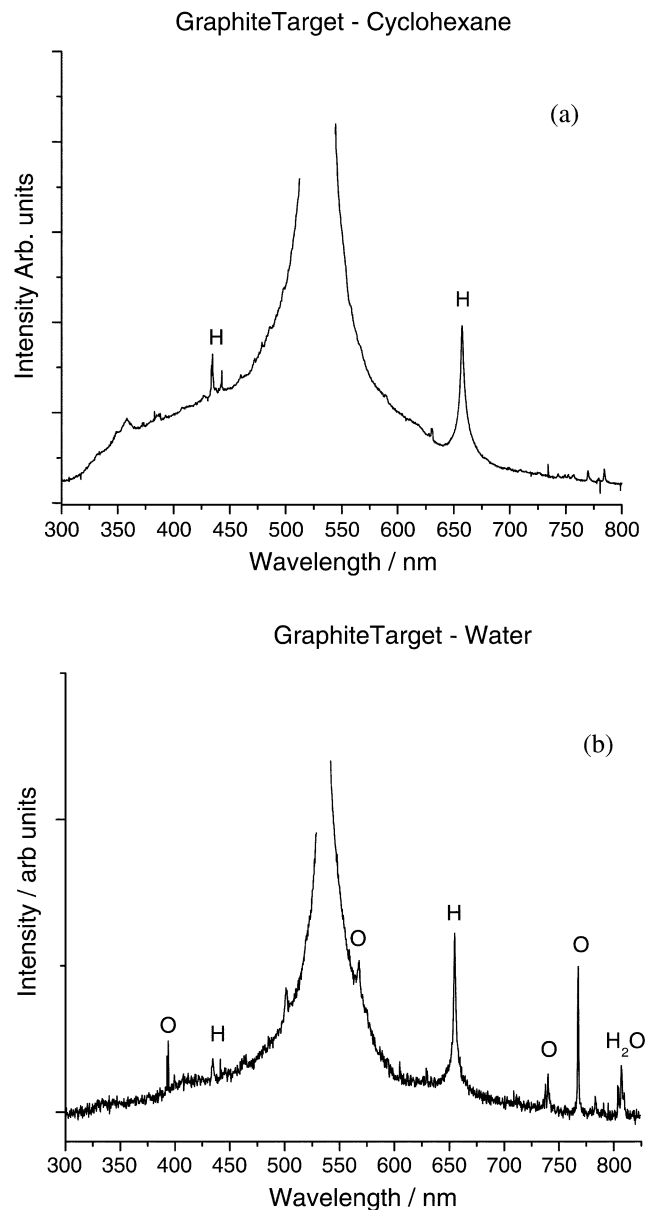 GraphiteTarget - Cyclohexane
(a)
Intensity Arb. units
H
H
300 350 400 450 500 550 600 650 700 750 800
Wavelength / nm
GraphiteTarget - Water
(b)
Intensity / arb units
O
H
O
H
O
O
H₂O
300 350 400 450 500 550 600 650 700 750 800
Wavelength / nm